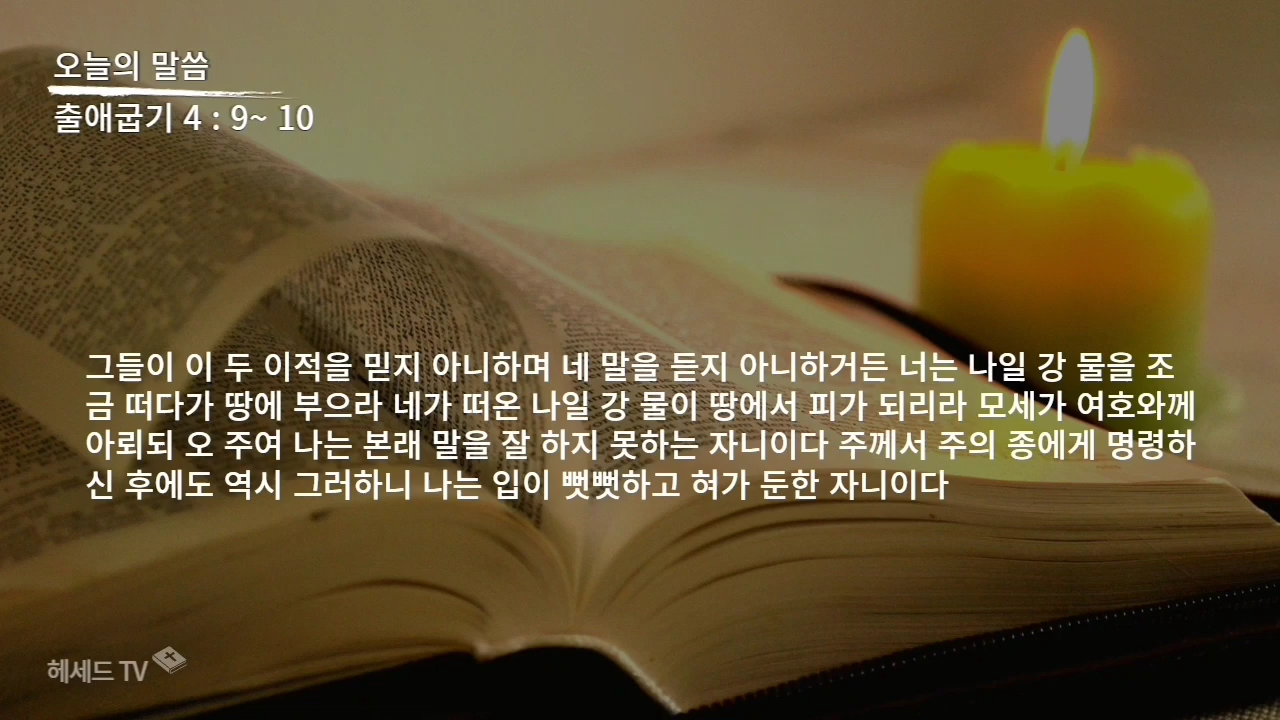 오늘의 말씀
출애굽기 4 : 9~ 10
그들이 이 두 이적을 믿지 아니하며 네 말을 듣지 아니하거든 너는 나일 강 물을 조
금 떠다가 땅에 부으라 네가 떠온 나일 강 물이 땅에서 피가 되리라 모세가 여호와께
아뢰되 오 주여 나는 본래 말을 잘 하지 못하는 자니이다 주께서 주의 종에게 명령하
신 후에도 역시 그러하니 나는 입이 뻣뻣하고 혀가 둔한 자니이다
헤세드 TV